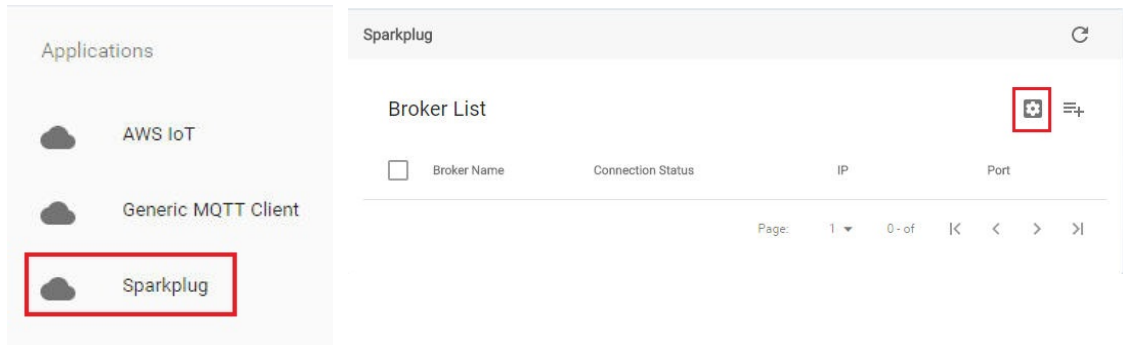 Applications
AWS IoT
Generic MQTT Client
Sparkplug
Sparkplug
Broker List
Broker Name Connection Status IP Port
Page: 1 0 - of